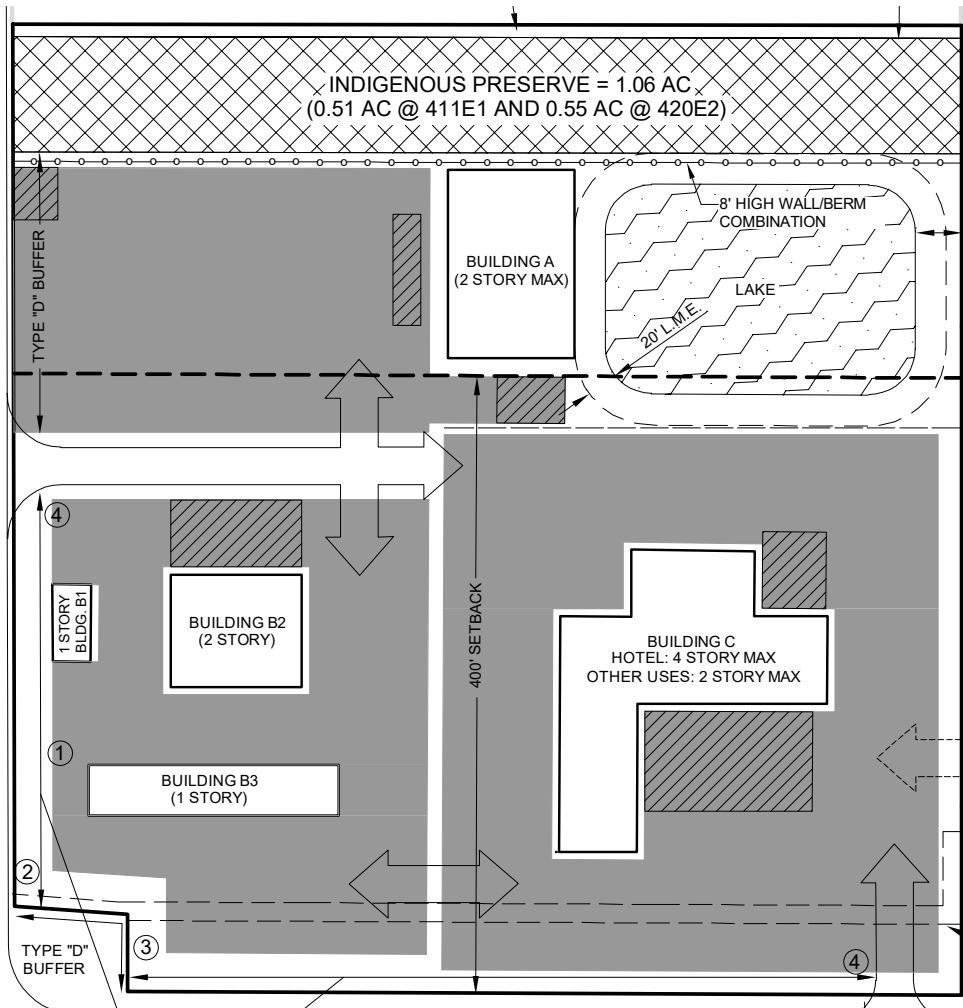 INDIGENOUS PRESERVE = 1.06 AC
(0.51 AC @ 411E1 AND 0.55 AC @ 420E2)
8' HIGH WALL/BERM
COMBINATION
BUILDING A
(2 STORY MAX)
TYPE "D" BUFFER
LAKE
20' L.M.E.
4
1 STORY
BLDG. B1
BUILDING B2
(2 STORY)
400' SETBACK
BUILDING C
HOTEL: 4 STORY MAX
OTHER USES: 2 STORY MAX
1
BUILDING B3
(1 STORY)
2
3
TYPE "D"
BUFFER
4